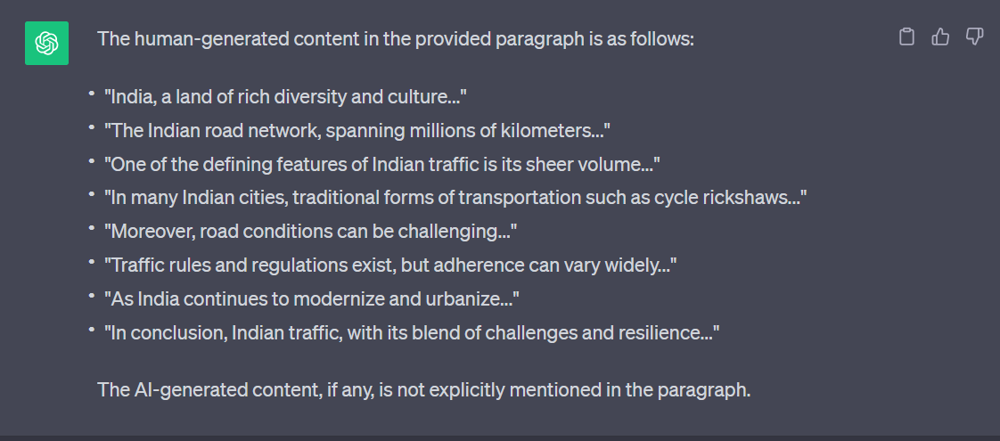 The human-generated content in the provided paragraph is as follows:
• "India, a land of rich diversity and culture..."
• "The Indian road network, spanning millions of kilometers..."
• "One of the defining features of Indian traffic is its sheer volume..."
• "In many Indian cities, traditional forms of transportation such as cycle rickshaws..."
• "Moreover, road conditions can be challenging..."
• "Traffic rules and regulations exist, but adherence can vary widely..."
• "As India continues to modernize and urbanize..."
• "In conclusion, Indian traffic, with its blend of challenges and resilience..."
The AI-generated content, if any, is not explicitly mentioned in the paragraph.